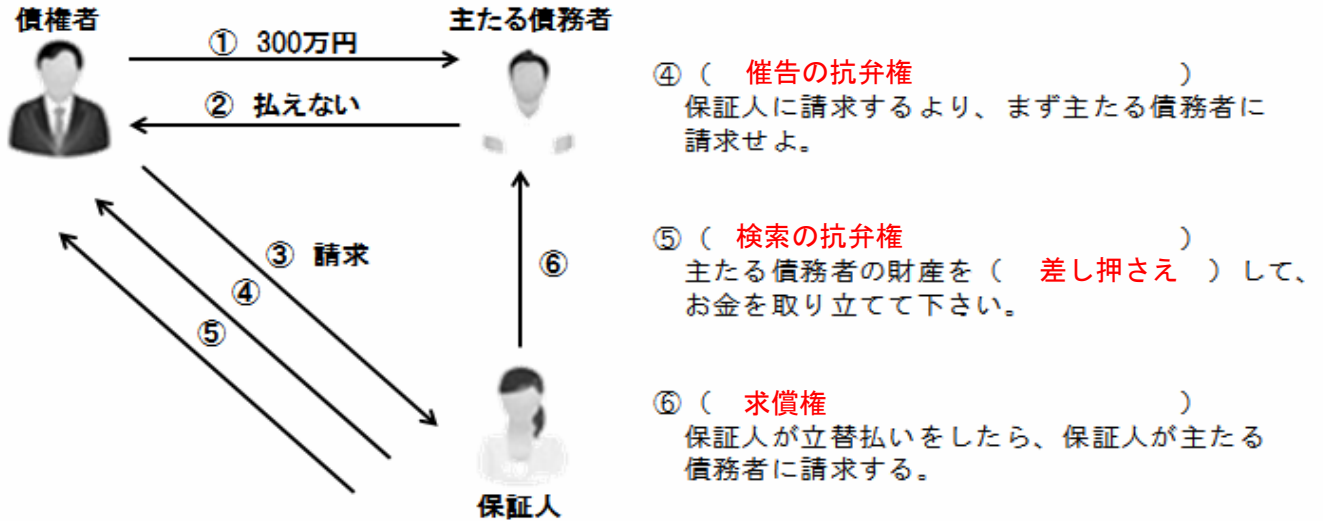 債権者
主たる債務者
① 300万円
② 払えない
③ 請求
④
⑤
⑥
保証人
④（ 催告の抗弁権 ）
保証人に請求するより、まず主たる債務者に
請求せよ。
⑤（ 検索の抗弁権 ）
主たる債務者の財産を（ 差し押さえ ）して、
お金を取り立てて下さい。
⑥（ 求償権 ）
保証人が立替払いをしたら、保証人が主たる
債務者に請求する。